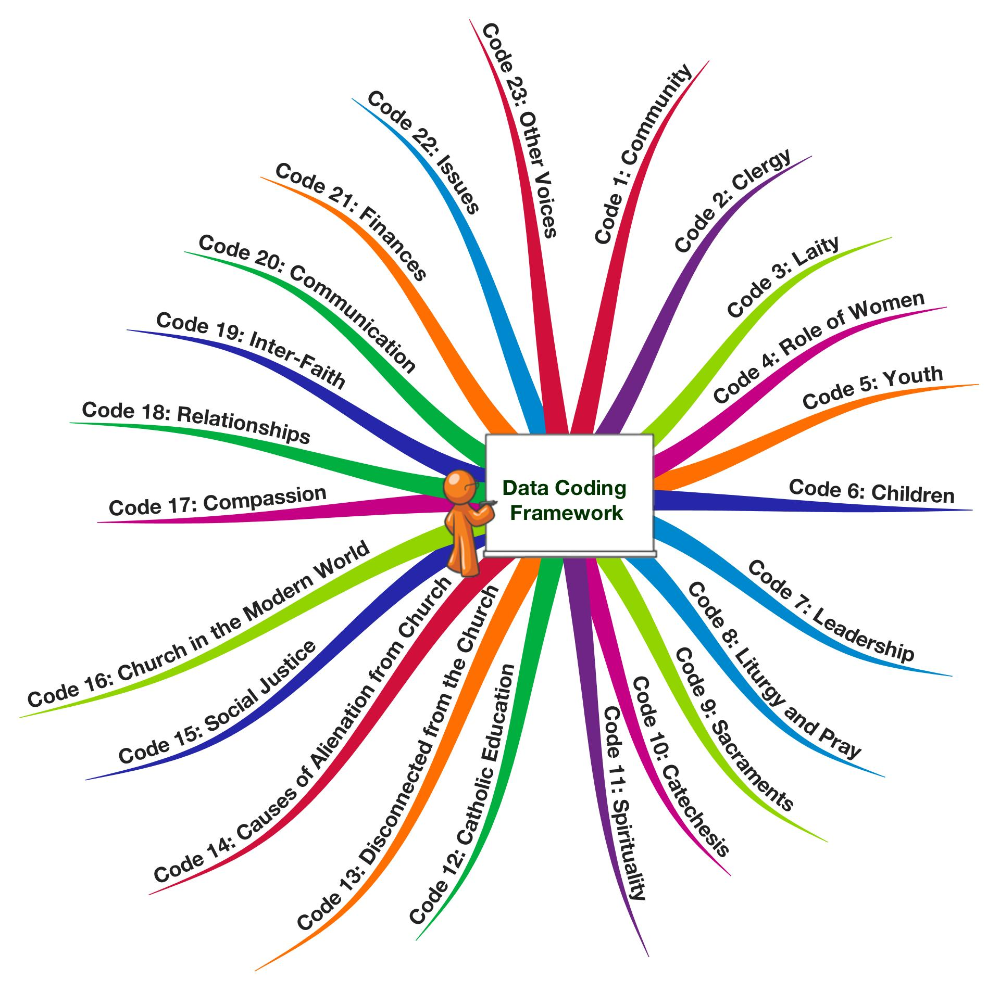 Data Coding
Framework
Code 1: Community
Code 2: Clergy
Code 3: Laity
Code 4: Role of Women
Code 5: Youth
Code 6: Children
Code 7: Leadership
Code 8: Liturgy and Pray
Code 9: Sacraments
Code 10: Catechesis
Code 11: Spirituality
Code 12: Catholic Education
Code 13: Disconnected from the Church
Code 14: Causes of Alienation from Church
Code 15: Social Justice
Code 16: Church in the Modern World
Code 17: Compassion
Code 18: Relationships
Code 19: Inter-Faith
Code 20: Communication
Code 21: Finances
Code 22: Issues
Code 23: Other Voices